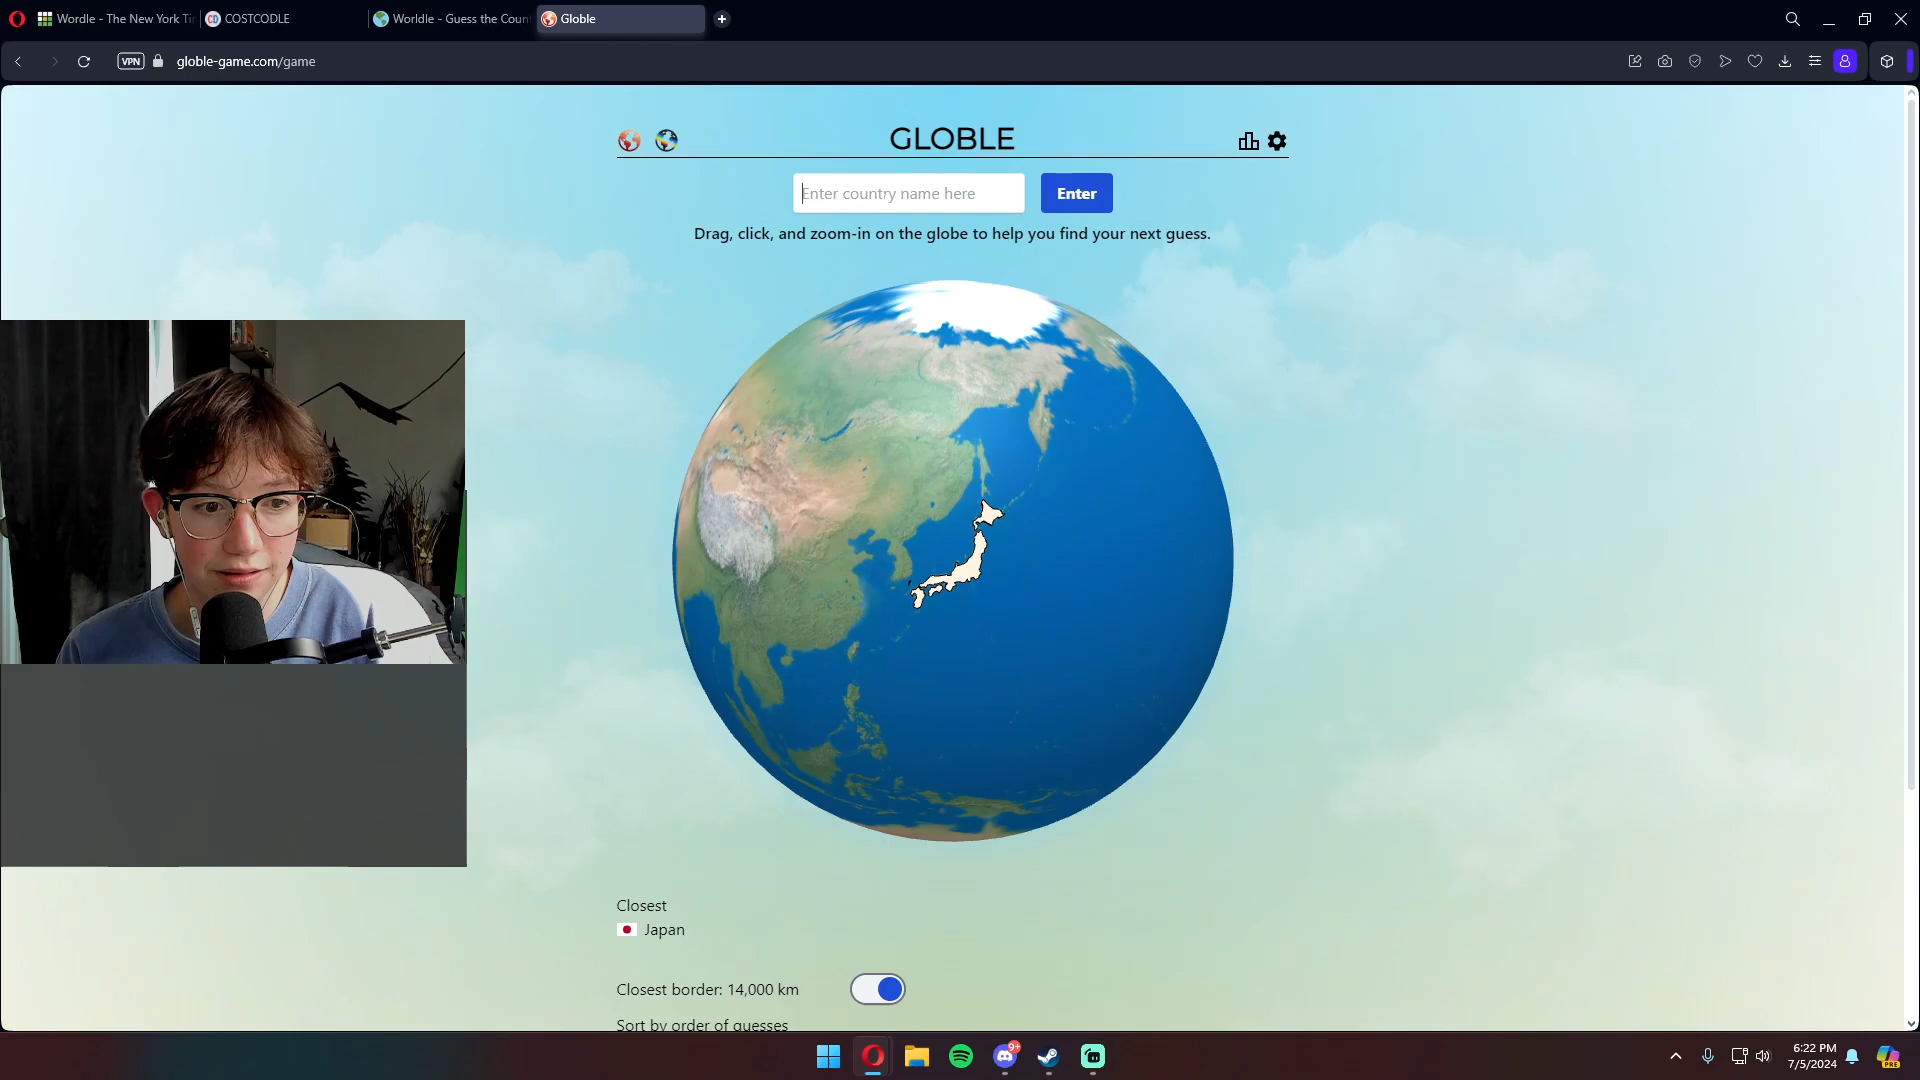 Wordle - The New York Ti
COSTCODLE
Worldle - Guess the Coun
Globle
VPN
globle-game.com/game
GLOBLE
Enter country name here
Enter
Drag, click, and zoom-in on the globe to help you find your next guess.
Closest
Japan
Closest border: 14,000 km
Sort by order of guesses
9+
6:22 PM
7/5/2024
PRE